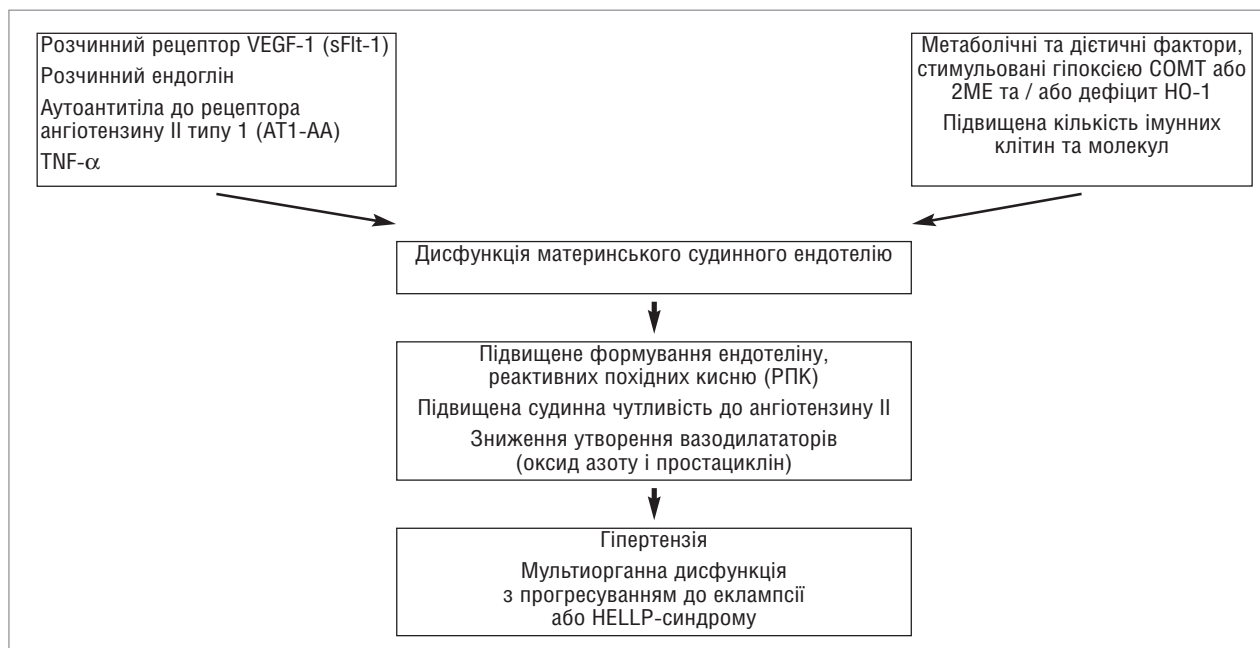 Розчинний рецептор VEGF-1 (sFlt-1)
Розчинний ендоглін
Аутоантитіла до рецептора
ангіотензину II типу 1 (AT1-AA)
TNF-α
Метаболічні та дієтичні фактори,
стимульовані гіпоксією COMT або
2ME та / або дефіцит HO-1
Підвищена кількість імунних
клітин та молекул
Дисфункція материнського судинного ендотелію
Підвищене формування ендотеліну,
реактивних похідних кисню (РПК)
Підвищена судинна чутливість до ангіотензину II
Зниження утворення вазодилататорів
(оксид азоту і простациклін)
Гіпертензія
Мультиорганна дисфункція
з прогресуванням до еклампсії
або HELLP-синдрому